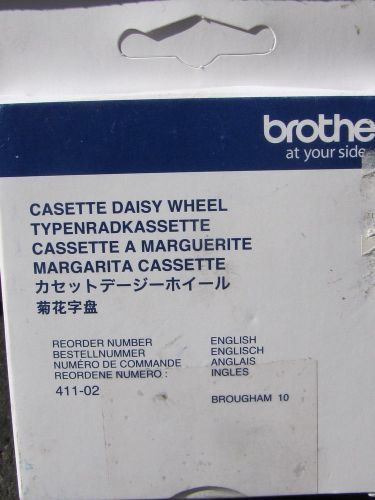 brothe
at your side
CASETTE DAISY WHEEL
TYPENRADKASSETTE
CASSETTE A MARGUERITE
MARGARITA CASSETTE
カセットデージーホイール
菊花字盘
REORDER NUMBER
BESTELLNUMMER
NUMÉRO DE COMMANDE
REORDENE NUMERO :
411-02
ENGLISH
ENGLISCH
ANGLAIS
INGLES
BROUGHAM 10